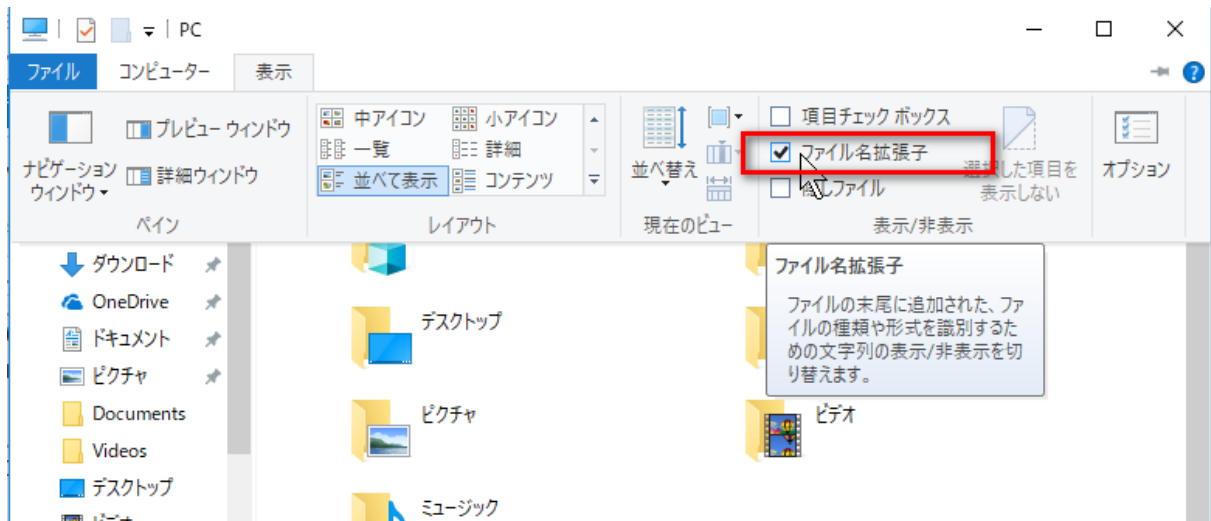 PC
ファイル コンピューター 表示
ナビゲーション
ウィンドウ
プレビュー ウィンドウ
詳細ウィンドウ
ペイン
中アイコン 小アイコン
一覧 詳細
並べて表示 コンテンツ
レイアウト
並べ替え
現在のビュー
項目チェック ボックス
ファイル名拡張子
ファイル
選択した項目を
表示しない
表示/非表示
オプション
ダウンロード
OneDrive
ドキュメント
ピクチャ
Documents
Videos
デスクトップ
ビデオ
デスクトップ
ピクチャ
ミュージック
ビデオ
ファイル名拡張子
ファイルの末尾に追加された、ファ
イルの種類や形式を識別するた
めの文字列の表示/非表示を切
り替えます。